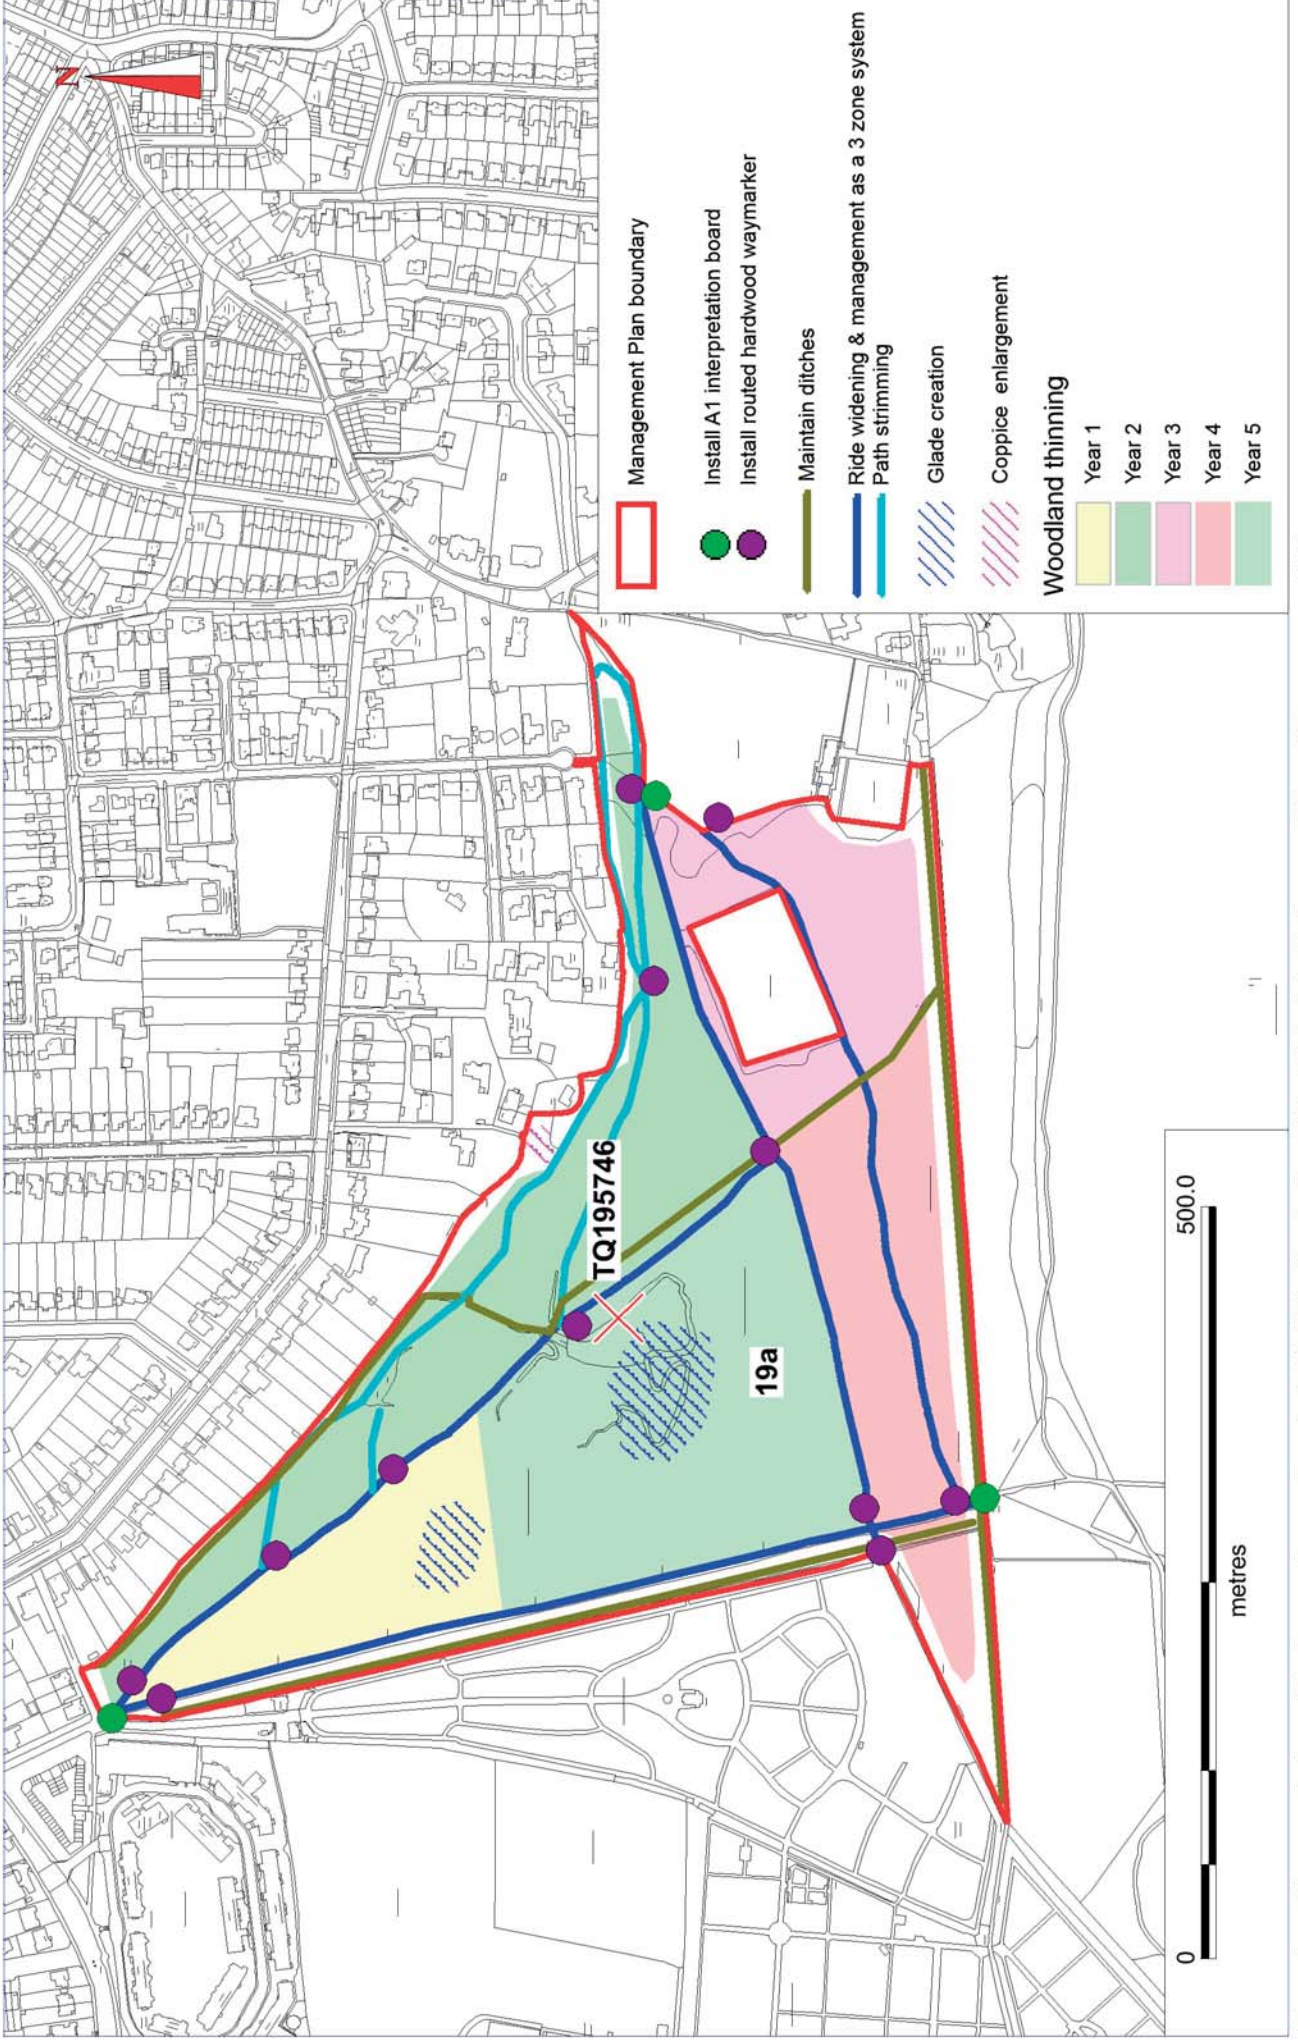 N
TQ195746
19a
Management Plan boundary
Install A1 interpretation board
Install routed hardwood waymarker
Maintain ditches
Ride widening & management as a 3 zone system
Path strimming
Glade creation
Coppice enlargement
Woodland thinning
Year 1
Year 2
Year 3
Year 4
Year 5
0
500.0
metres